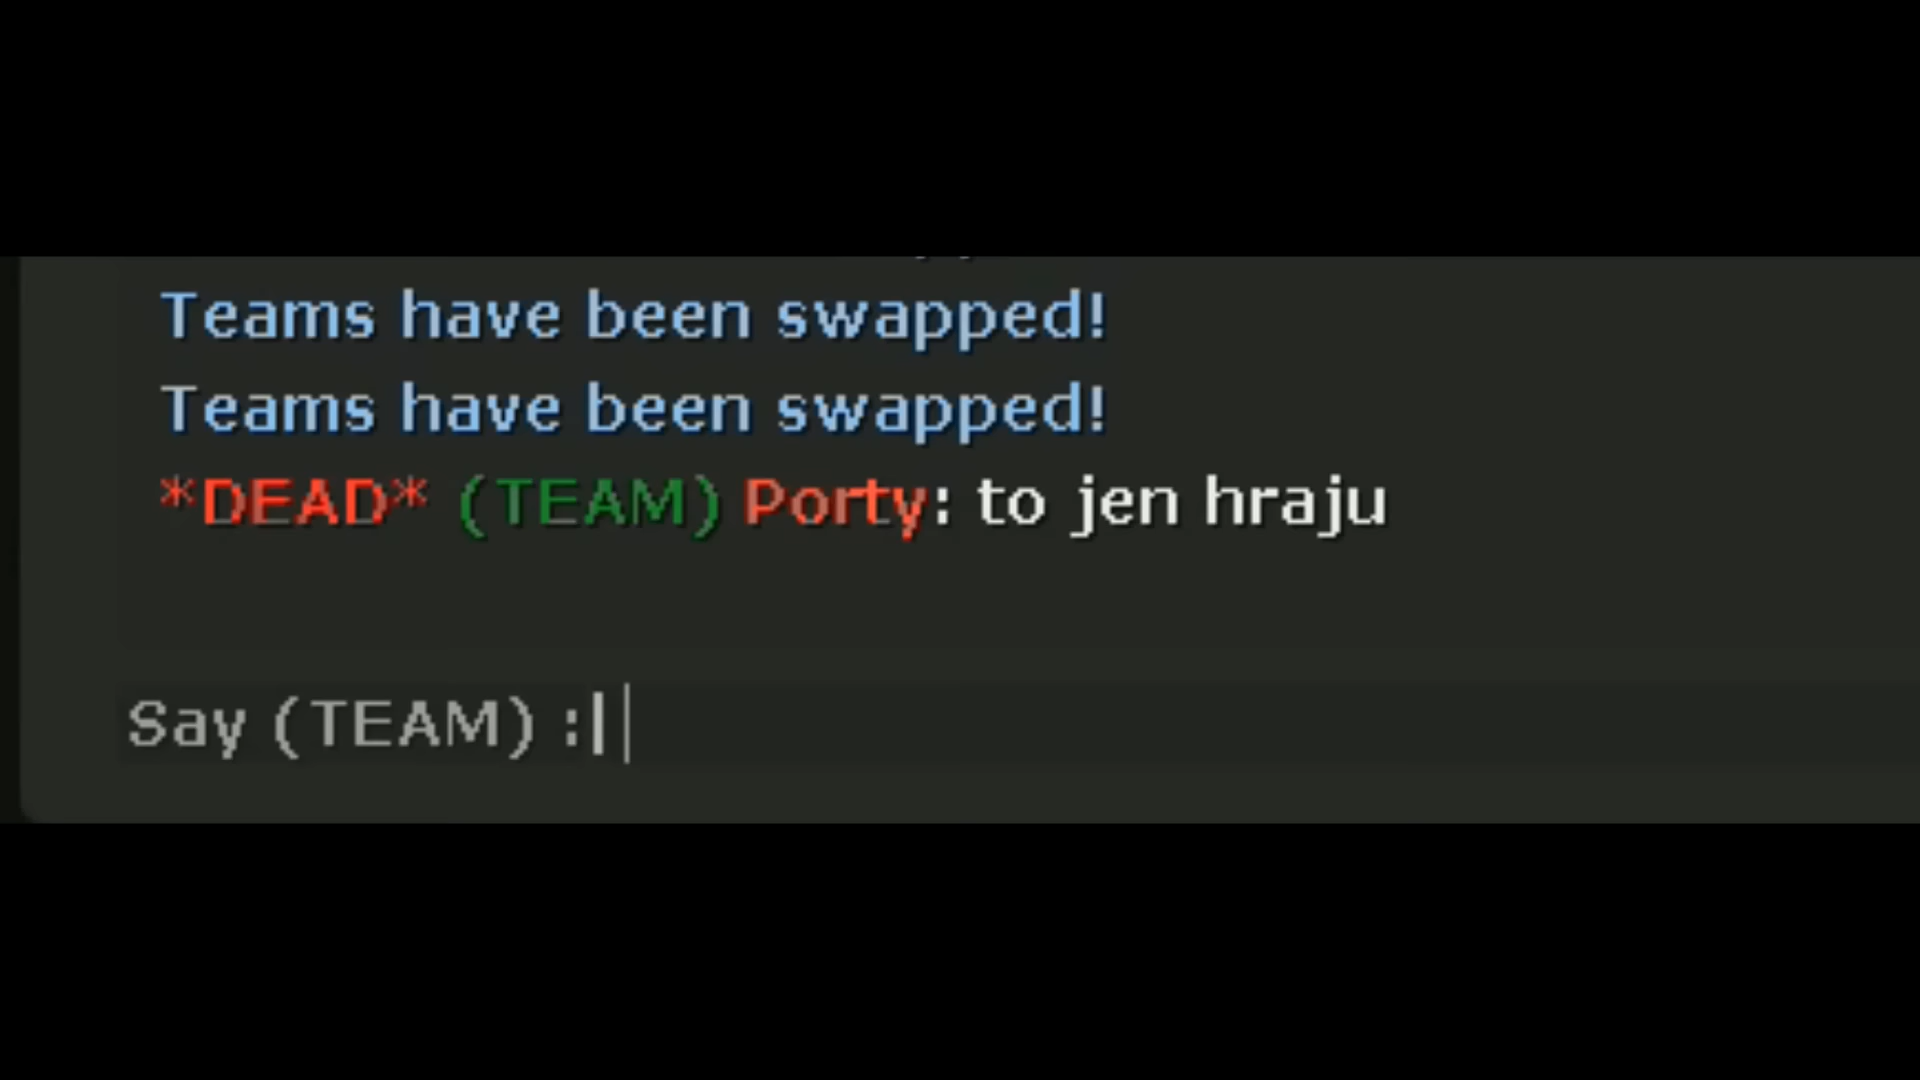 Teams have been swapped!
Teams have been swapped!
*DEAD* (TEAM) Porty: to jen hraju
Say (TEAM) :|